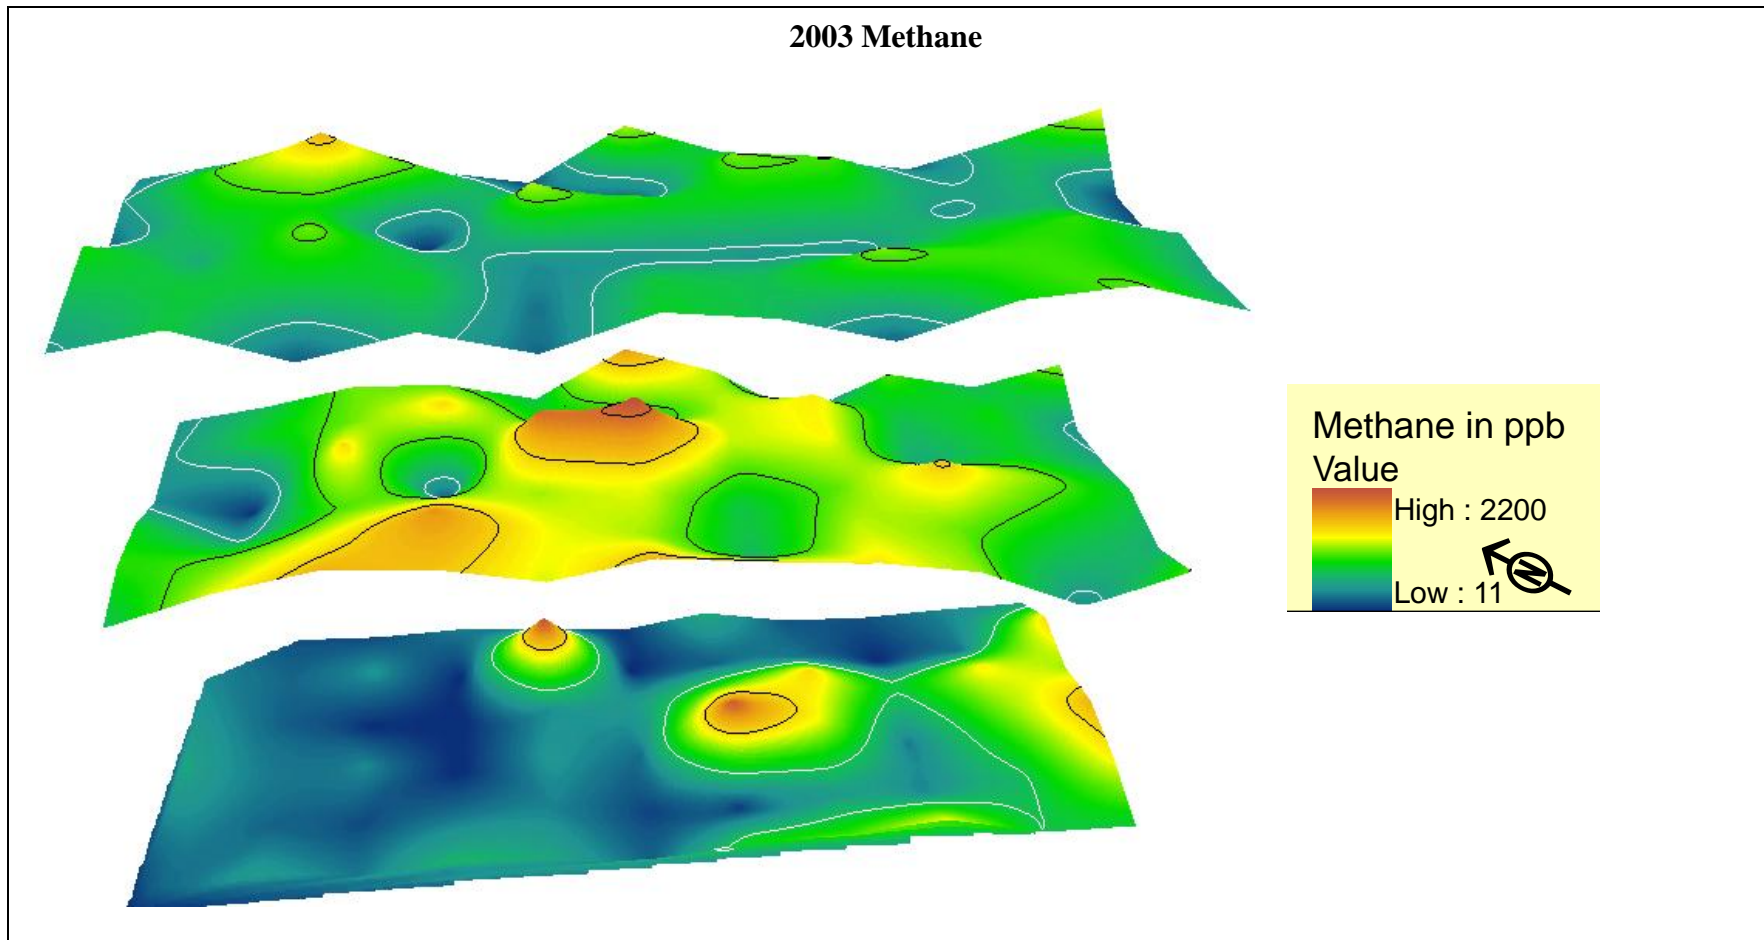 2003 Methane
Methane in ppb
Value
High : 2200
Low : 11
N